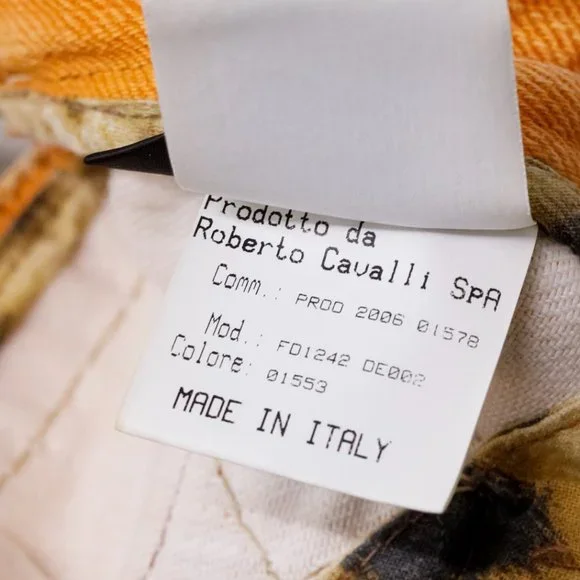 Prodotto da
Roberto Cavalli SpA
Comm.: PROD 2006 01578
Mod.: FD1242 DE002
Colore: 01553
MADE IN ITALY